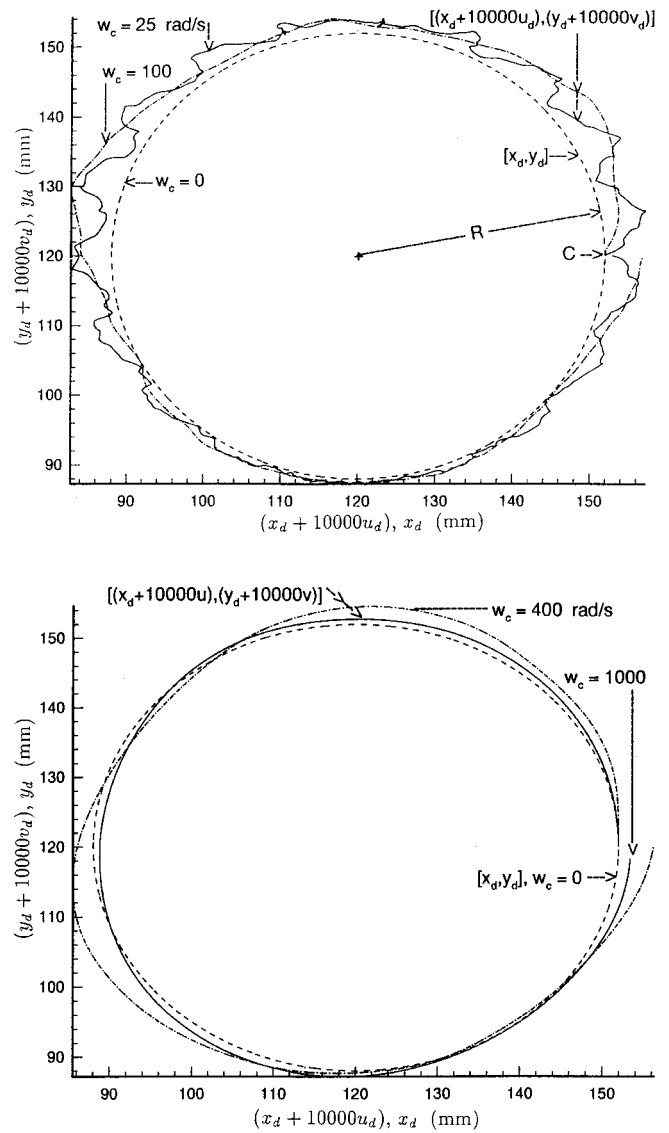 w_c = 25 rad/s
[(x_d+10000u_d),(y_d+10000v_d)]
w_c = 100
[x_d,y_d]
w_c = 0
R
C
(y_d + 10000v_d), y_d (mm)
150
140
130
120
110
100
90
90 100 110 120 130 140 150
(x_d + 10000u_d), x_d (mm)
[(x_d+10000u),(y_d+10000v)]
w_c = 400 rad/s
w_c = 1000
[x_d,y_d], w_c = 0
(y_d + 10000v_d), y_d (mm)
150
140
130
120
110
100
90
90 100 110 120 130 140 150
(x_d + 10000u_d), x_d (mm)